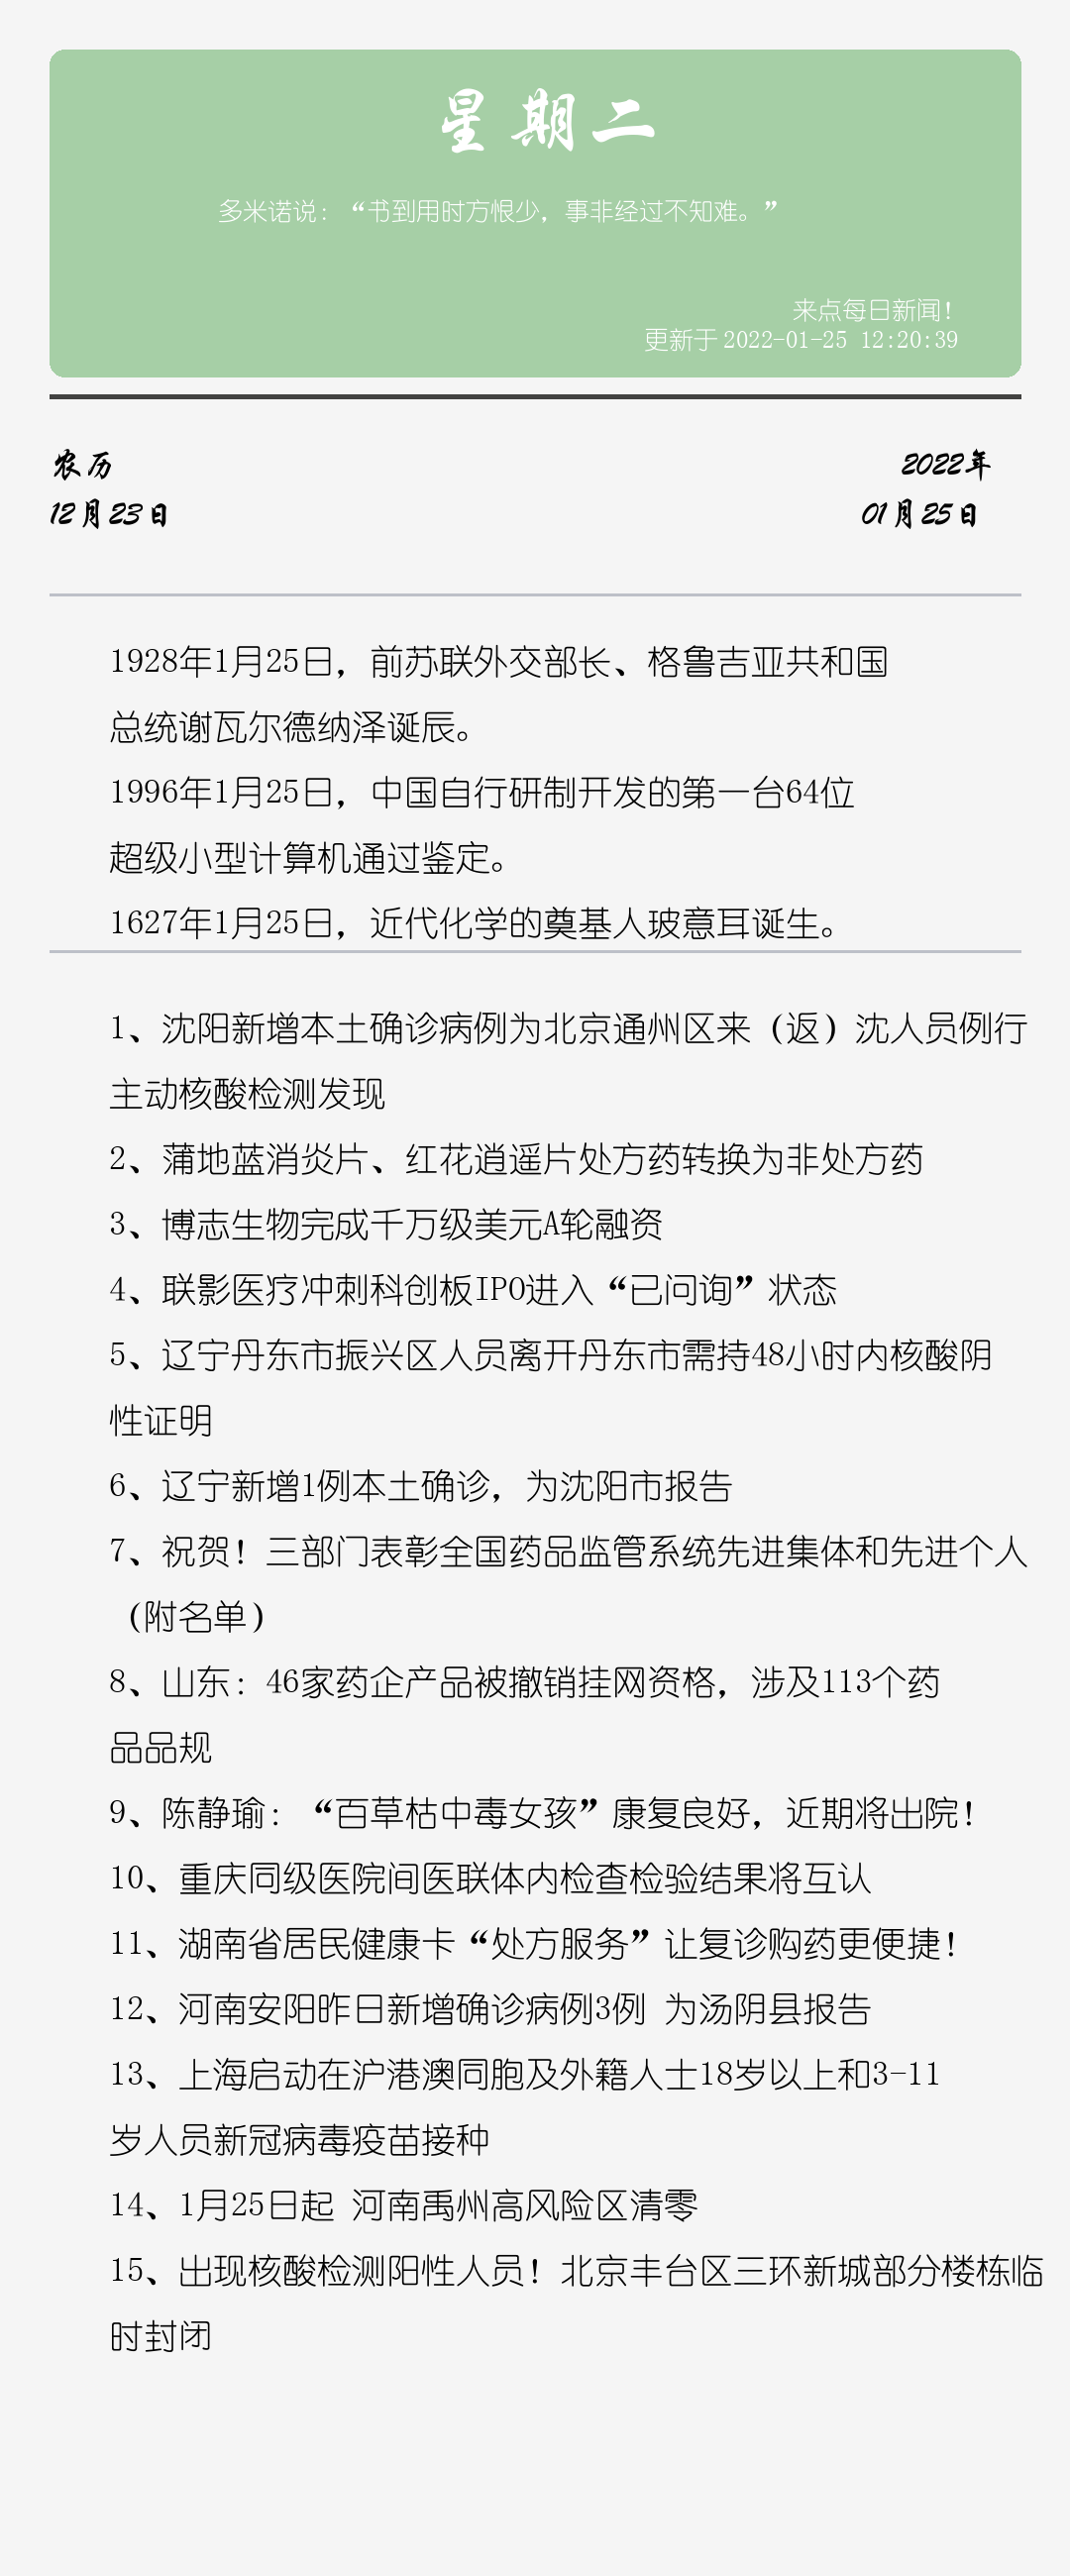 星期二
多米诺说：“书到用时方恨少，事非经过不知难。”
来点每日新闻！
更新于2022-01-25 12:20:39
农历
2022年
12月23日
01月25日
1928年1月25日，前苏联外交部长、格鲁吉亚共和国
总统谢瓦尔德纳泽诞辰。
1996年1月25日，中国自行研制开发的第一台64位
超级小型计算机通过鉴定。
1627年1月25日，近代化学的奠基人玻意耳诞生。
1、沈阳新增本土确诊病例为北京通州区来（返）沈人员例行
主动核酸检测发现
2、蒲地蓝消炎片、红花逍遥片处方药转换为非处方药
3、博志生物完成千万级美元A轮融资
4、联影医疗冲刺科创板IPO进入“已问询”状态
5、辽宁丹东市振兴区人员离开丹东市需持48小时内核酸阴
性证明
6、辽宁新增1例本土确诊，为沈阳市报告
7、祝贺！三部门表彰全国药品监管系统先进集体和先进个人
（附名单）
8、山东：46家药企产品被撤销挂网资格，涉及113个药
品品规
9、陈静瑜：“百草枯中毒女孩”康复良好，近期将出院！
10、重庆同级医院间医联体内检查检验结果将互认
11、湖南省居民健康卡“处方服务”让复诊购药更便捷！
12、河南安阳昨日新增确诊病例3例 为汤阴县报告
13、上海启动在沪港澳同胞及外籍人士18岁以上和3-11
岁人员新冠病毒疫苗接种
14、1月25日起 河南禹州高风险区清零
15、出现核酸检测阳性人员！北京丰台区三环新城部分楼栋临
时封闭